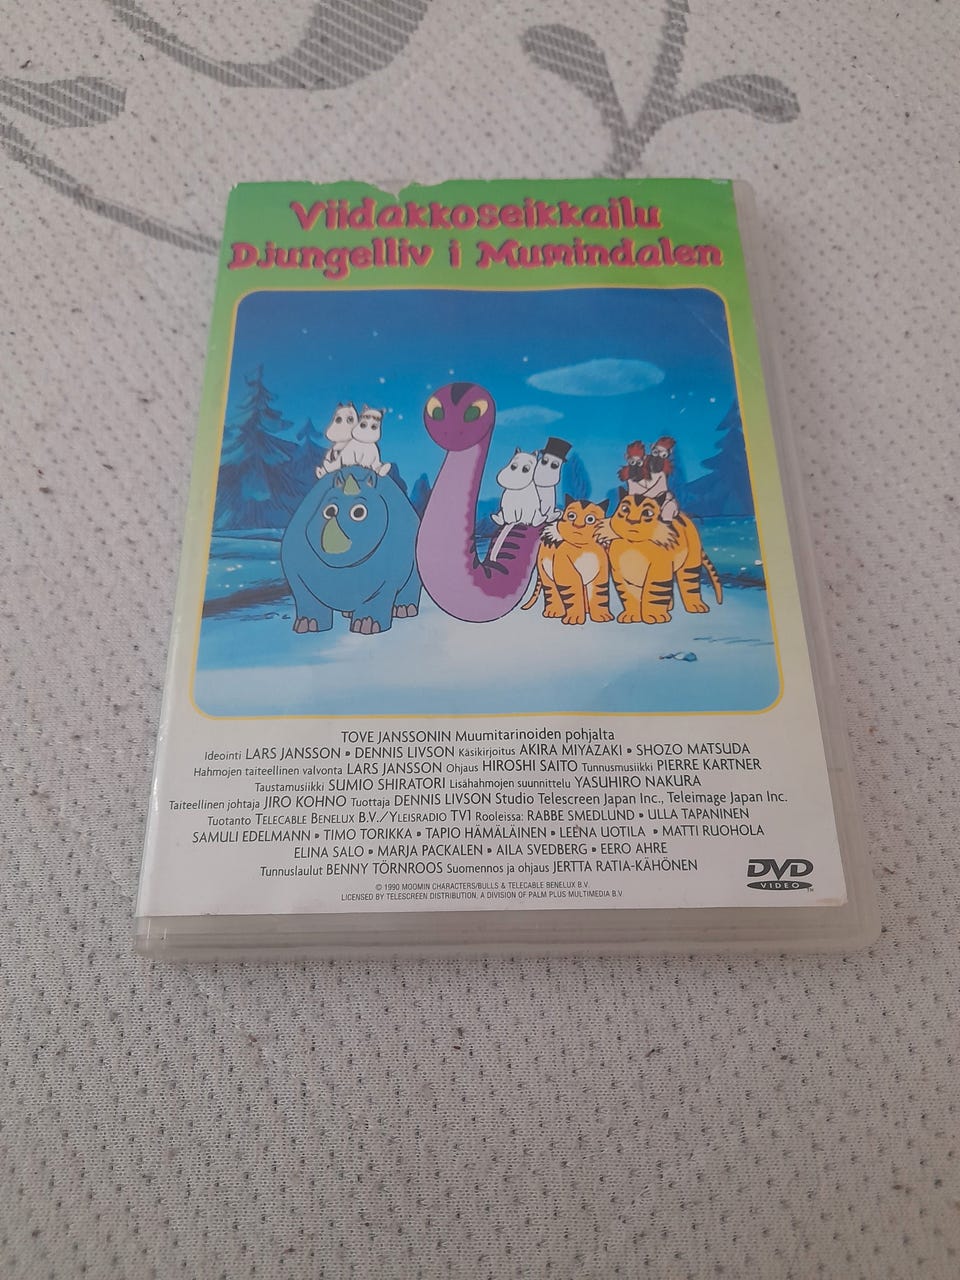 Viidakkoseikkailu
Djungelliv i Mumindalen
TOVE JANSSONIN Muumitarinoiden pohjalta
Ideointi LARS JANSSON • DENNIS LIVSON Käsikirjoitus AKIRA MIYAZAKI • SHOZO MATSUDA
Hahmojen taiteellinen valvonta LARS JANSSON Ohjaus HIROSHI SAITO Tunnusmusiikki PIERRE KARTNER
Taustamusiikki SUMIO SHIRATORI Lisähahmojen suunnittelu YASUHIRO NAKURA
Taiteellinen johtaja JIRO KOHNO Tuottaja DENNIS LIVSON Studio Telescreen Japan Inc., Teleimage Japan Inc.
Tuotanto TELECABLE BENELUX B.V./YLEISRADIO TV1 Rooleissa: RABBE SMEDLUND • ULLA TAPANINEN
SAMULI EDELMANN • TIMO TORIKKA • TAPIO HÄMÄLÄINEN • LEENA UOTILA • MATTI RUOHOLA
ELINA SALO • MARJA PACKALEN • AILA SVEDBERG • EERO AHRE
Tunnuslaulut BENNY TÖRNROOS Suomennos ja ohjaus JERTTA RATIA-KÄHÖNEN
© 1990 MOOMIN CHARACTERS/BULLS & TELECABLE BENELUX B.V.
LICENSED BY TELESCREEN DISTRIBUTION, A DIVISION OF PALM PLUS MULTIMEDIA B.V.
DVD
VIDEO
TM